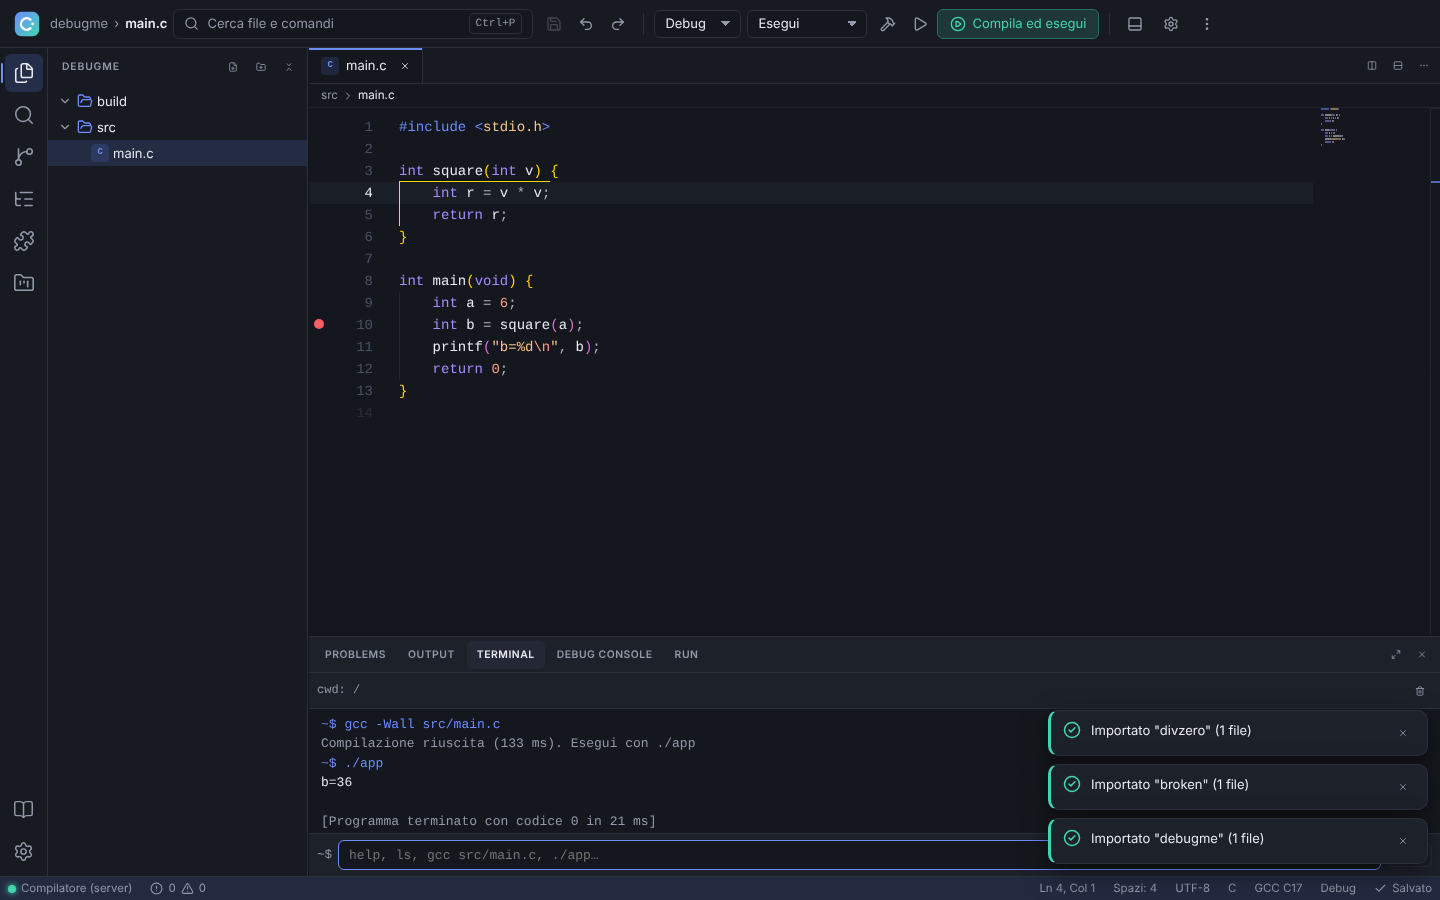 debugme › main.c
Cerca file e comandi Ctrl+P
Debug
Esegui
Compila ed esegui
DEBUGME
build
src
C main.c
C main.c ×
src › main.c
1 #include <stdio.h>
2
3 int square(int v) {
4     int r = v * v;
5     return r;
6 }
7
8 int main(void) {
9     int a = 6;
10     int b = square(a);
11     printf("b=%d\n", b);
12     return 0;
13 }
14
PROBLEMS OUTPUT TERMINAL DEBUG CONSOLE RUN
cwd: /
~$ gcc -Wall src/main.c
Compilazione riuscita (133 ms). Esegui con ./app
~$ ./app
b=36
[Programma terminato con codice 0 in 21 ms]
~$ help, ls, gcc src/main.c, ./app…
Importato "divzero" (1 file)
Importato "broken" (1 file)
Importato "debugme" (1 file)
Compilatore (server) 0 0 Ln 4, Col 1 Spazi: 4 UTF-8 C GCC C17 Debug Salvato